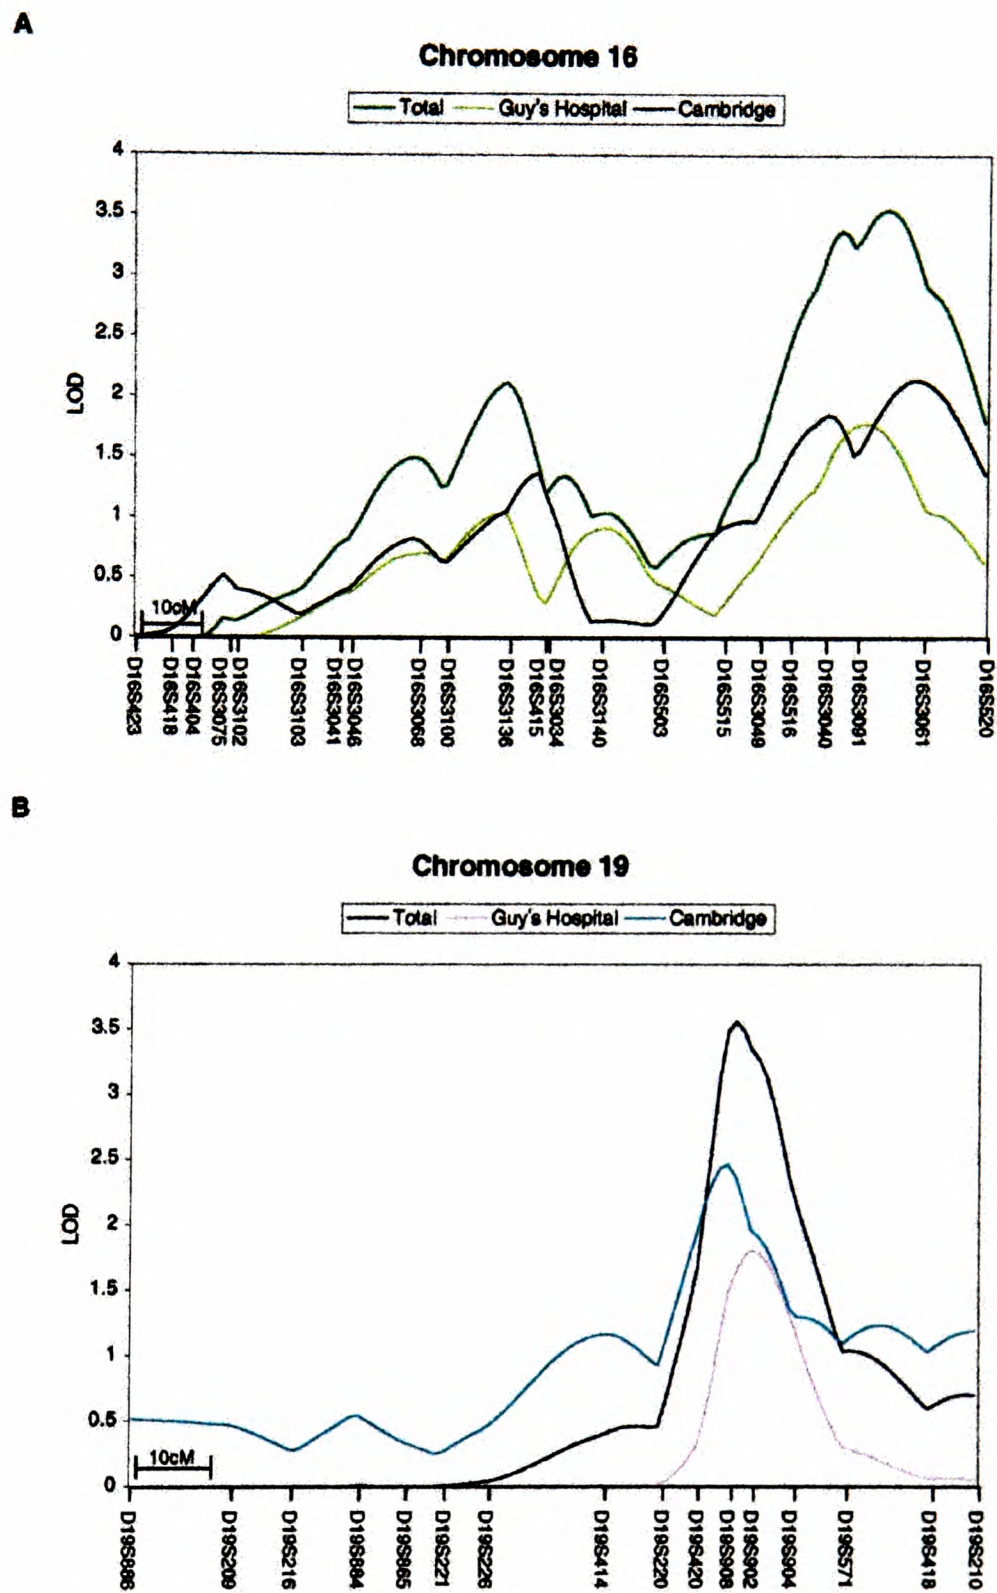 A
Chromosome 16
Total Guy's Hospital Cambridge
4
3.5
3
2.5
2
1.5
1
0.5
0
LOD
10cM
D16S423
D16S418
D16S404
D16S3075
D16S3102
D16S3103
D16S3041
D16S3046
D16S3068
D16S3100
D16S3136
D16S415
D16S3034
D16S3140
D16S503
D16S515
D16S3049
D16S516
D16S3040
D16S3091
D16S3061
D16S520
B
Chromosome 19
Total Guy's Hospital Cambridge
4
3.5
3
2.5
2
1.5
1
0.5
0
LOD
10cM
D19S886
D19S209
D19S216
D19S884
D19S865
D19S221
D19S226
D19S414
D19S220
D19S420
D19S908
D19S902
D19S904
D19S571
D19S418
D19S210